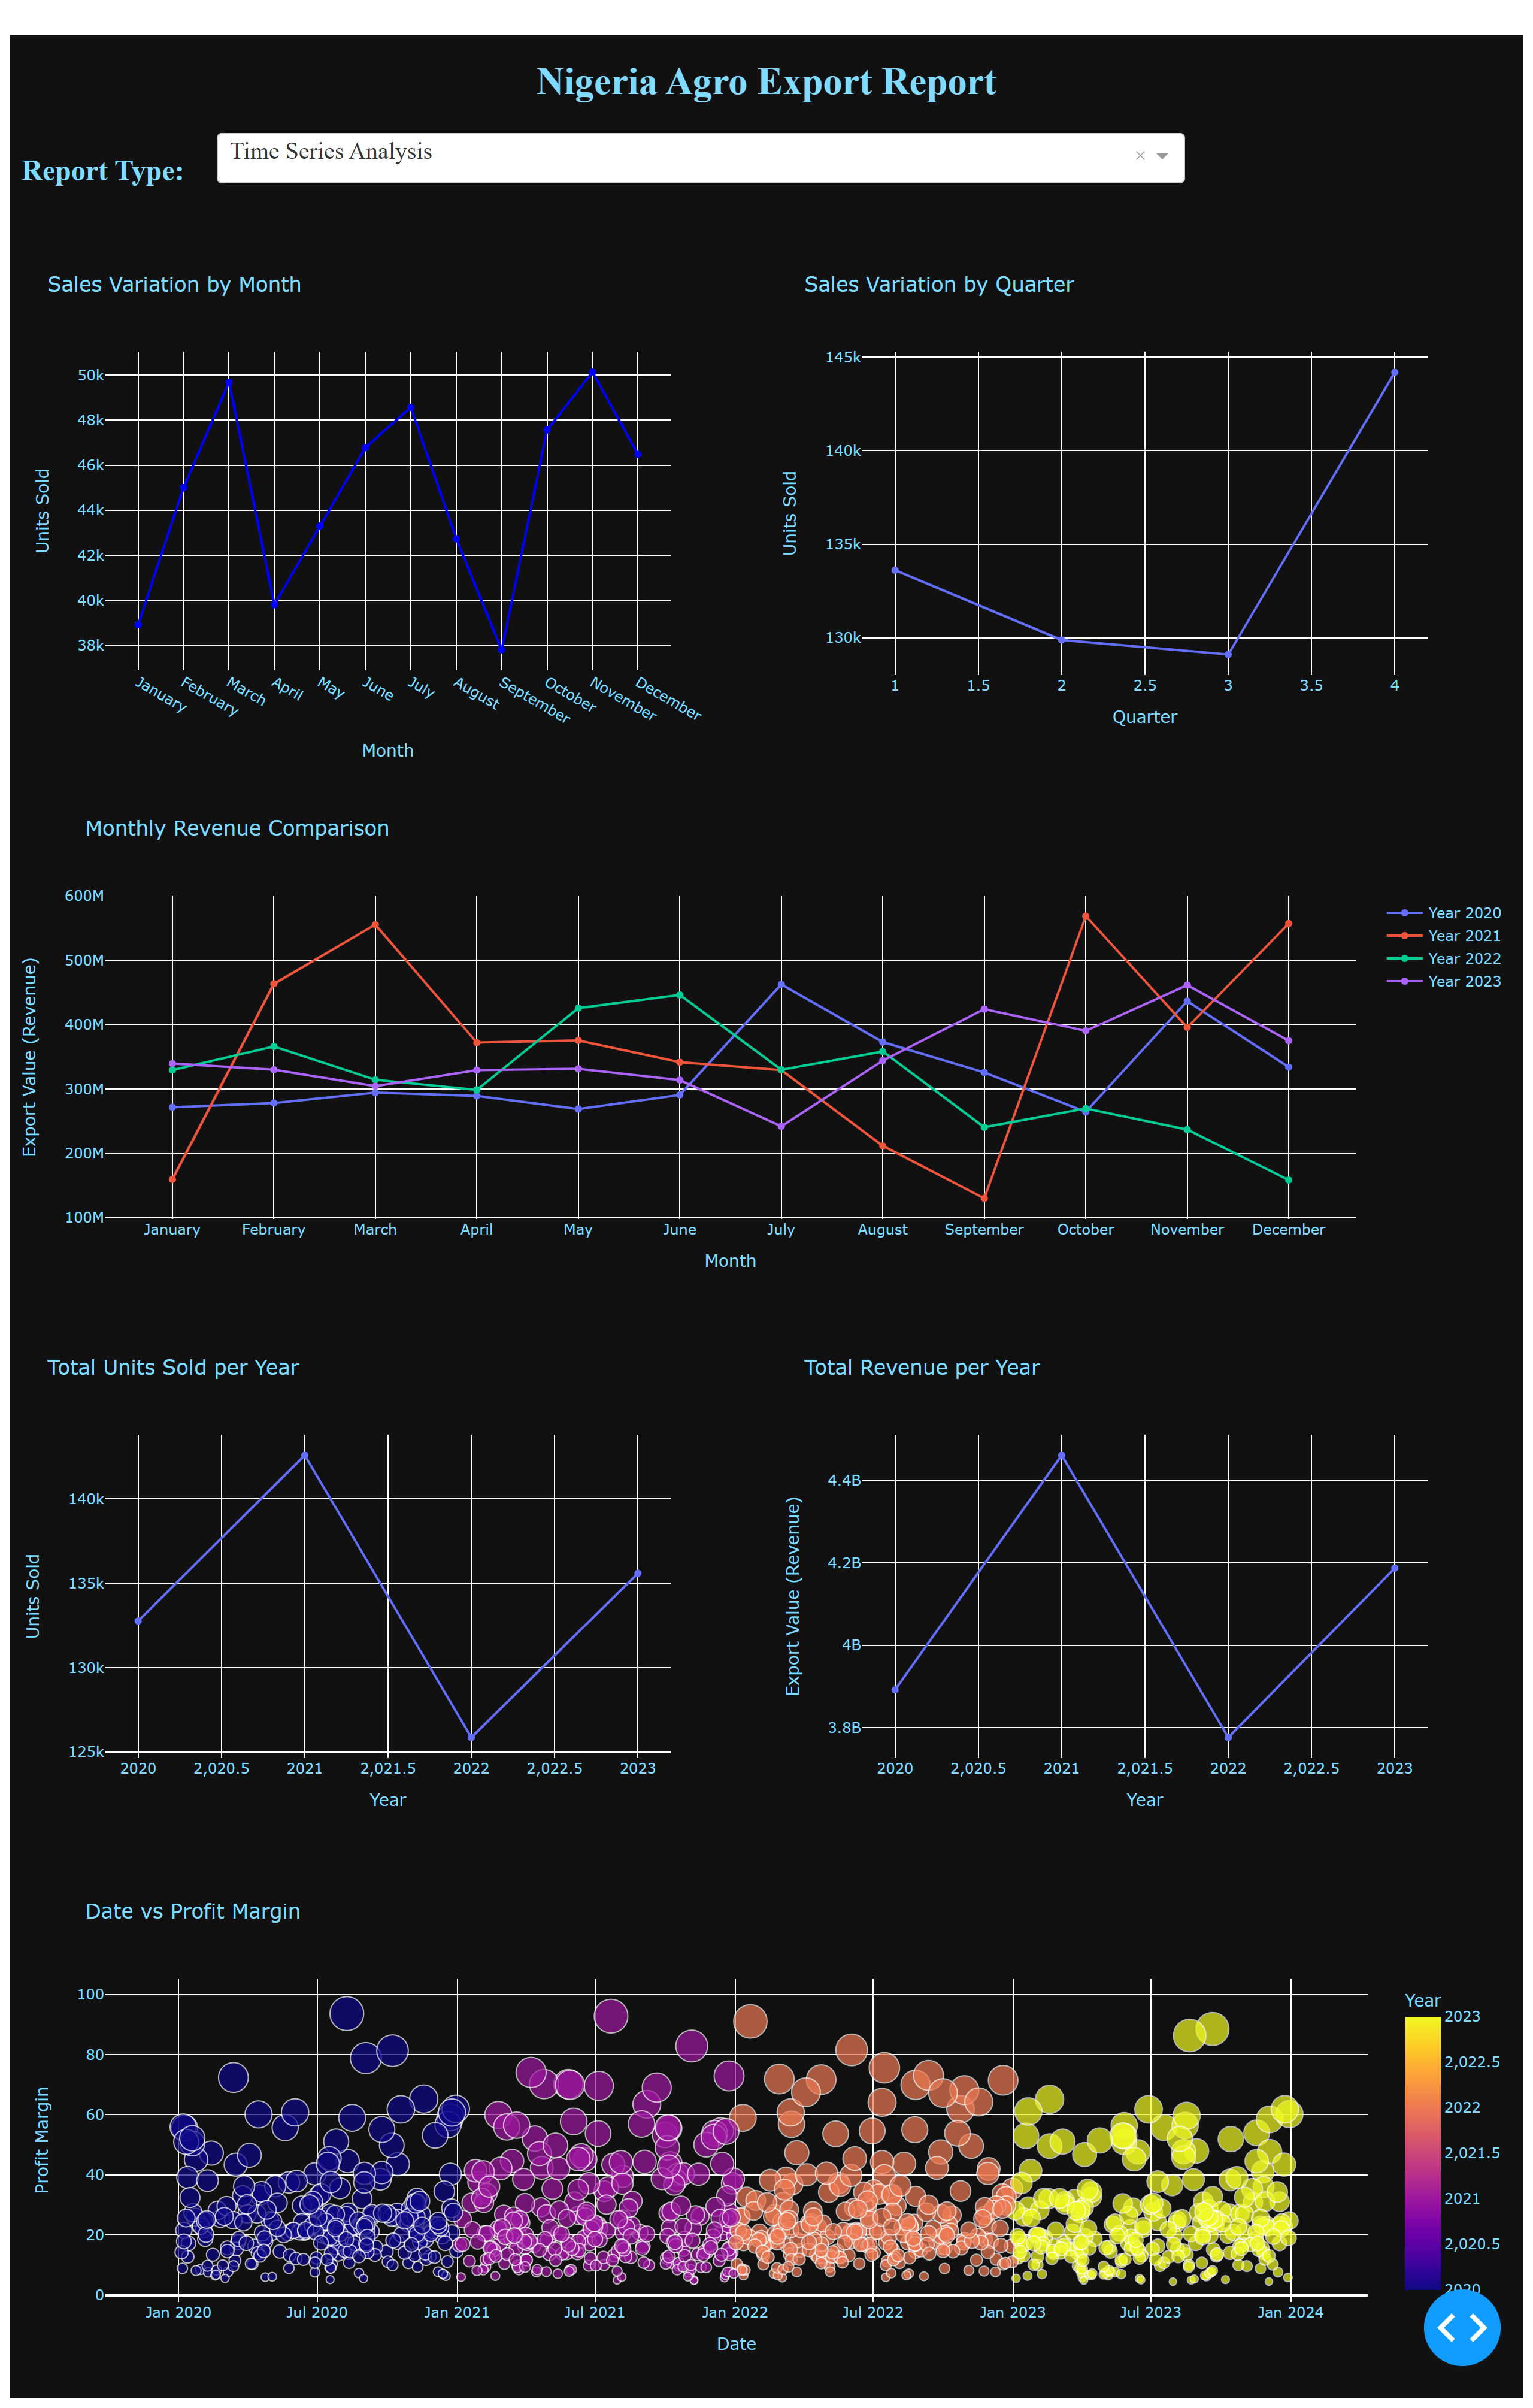 Nigeria Agro Export Report
Report Type:
Time Series Analysis
×
Sales Variation by Month
50k
48k
46k
44k
42k
40k
38k
Units Sold
January
February
March
April
May
June
July
August
September
October
November
December
Month
Sales Variation by Quarter
145k
140k
135k
130k
Units Sold
1
1.5
2
2.5
3
3.5
4
Quarter
Monthly Revenue Comparison
600M
500M
400M
300M
200M
100M
Export Value (Revenue)
January
February
March
April
May
June
July
August
September
October
November
December
Month
Year 2020
Year 2021
Year 2022
Year 2023
Total Units Sold per Year
140k
135k
130k
125k
Units Sold
2020
2,020.5
2021
2,021.5
2022
2,022.5
2023
Year
Total Revenue per Year
4.4B
4.2B
4B
3.8B
Export Value (Revenue)
2020
2,020.5
2021
2,021.5
2022
2,022.5
2023
Year
Date vs Profit Margin
100
80
60
40
20
0
Profit Margin
Jan 2020
Jul 2020
Jan 2021
Jul 2021
Jan 2022
Jul 2022
Jan 2023
Jul 2023
Jan 2024
Date
Year
2023
2,022.5
2022
2,021.5
2021
2,020.5
2020